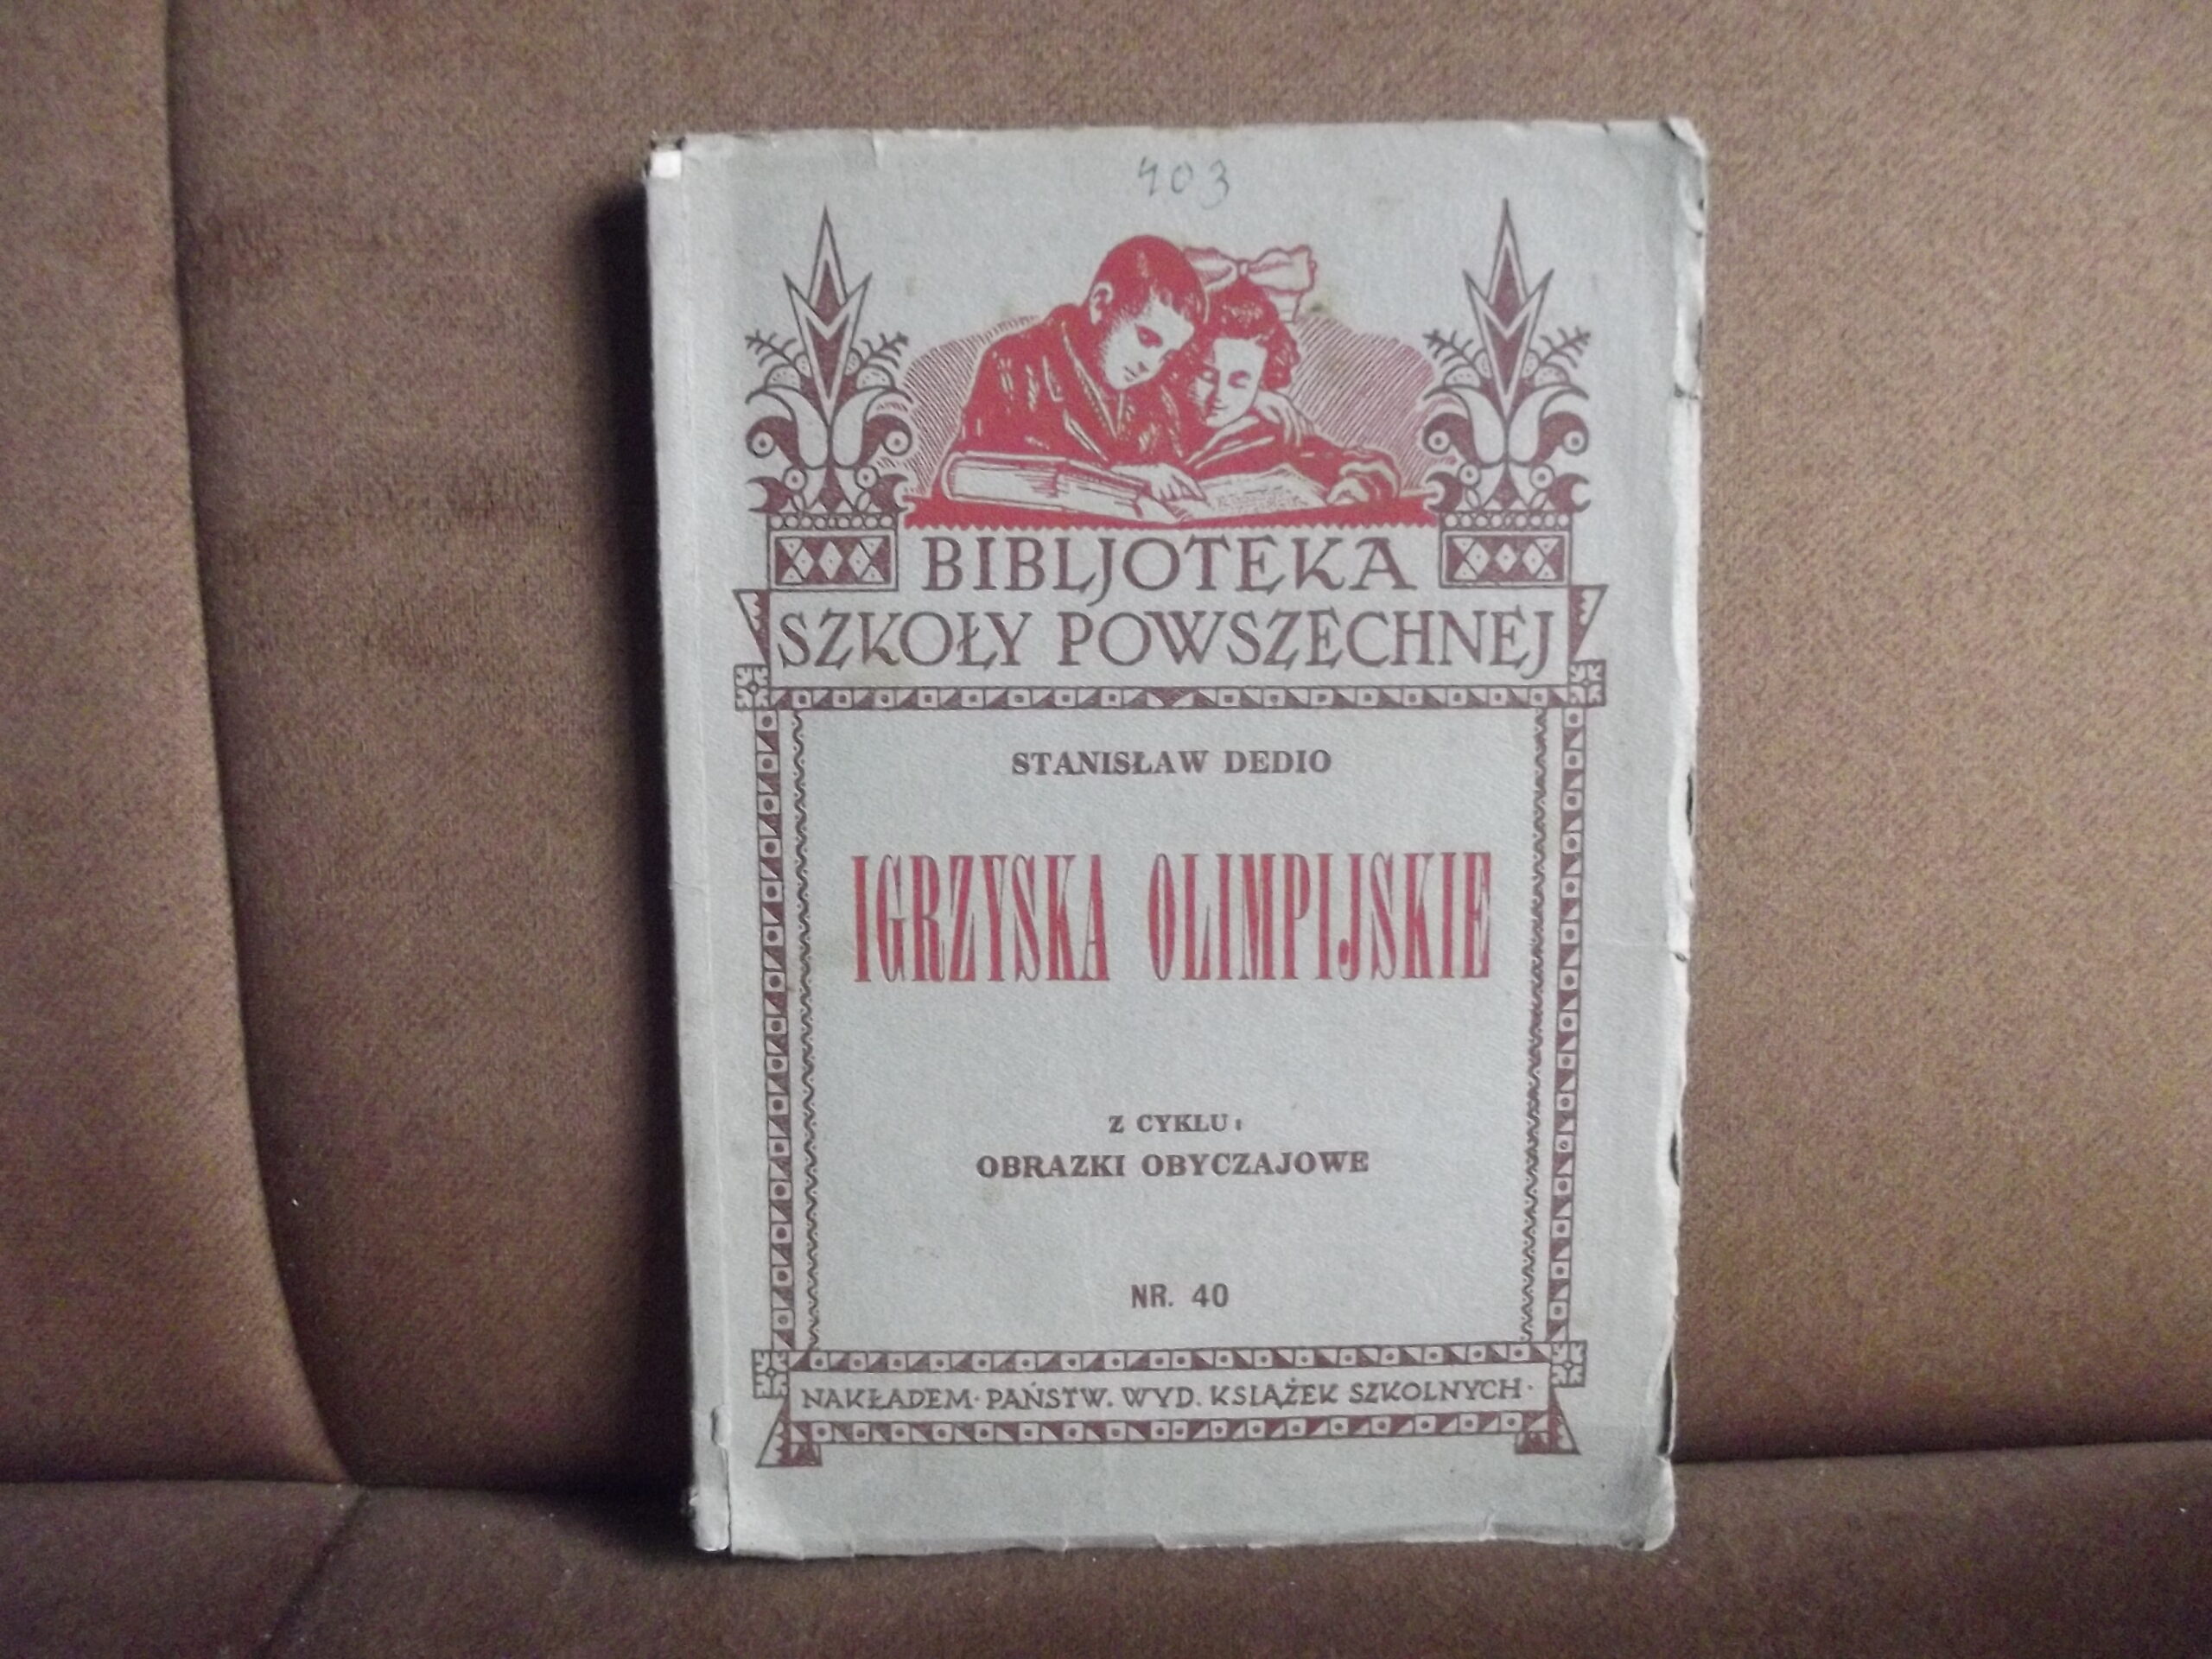 403
BIBLJOTEKA
SZKOŁY POWSZECHNEJ
STANISŁAW DEDIO
IGRZYSKA OLIMPIJSKIE
Z CYKLU:
OBRAZKI OBYCZAJOWE
NR. 40
NAKŁADEM · PAŃSTW. WYD. KSIĄŻEK SZKOLNYCH ·